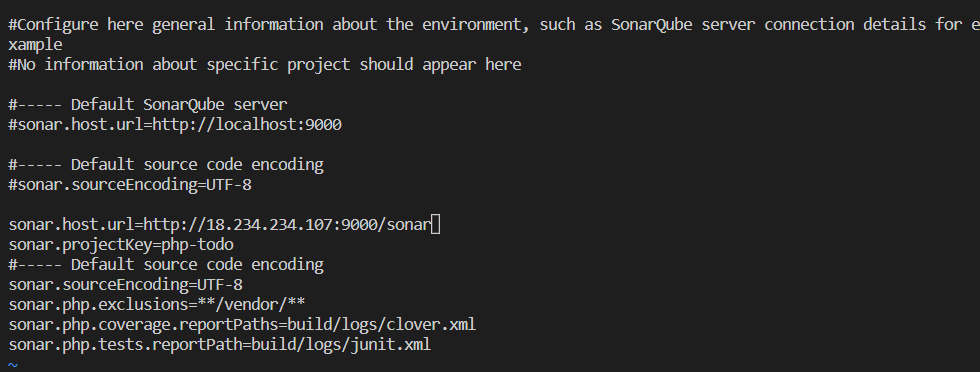 #Configure here general information about the environment, such as SonarQube server connection details for e
xample
#No information about specific project should appear here
#----- Default SonarQube server
#sonar.host.url=http://localhost:9000
#----- Default source code encoding
#sonar.sourceEncoding=UTF-8
sonar.host.url=http://18.234.234.107:9000/sonar
sonar.projectKey=php-todo
#----- Default source code encoding
sonar.sourceEncoding=UTF-8
sonar.php.exclusions=**/vendor/**
sonar.php.coverage.reportPaths=build/logs/clover.xml
sonar.php.tests.reportPath=build/logs/junit.xml
~